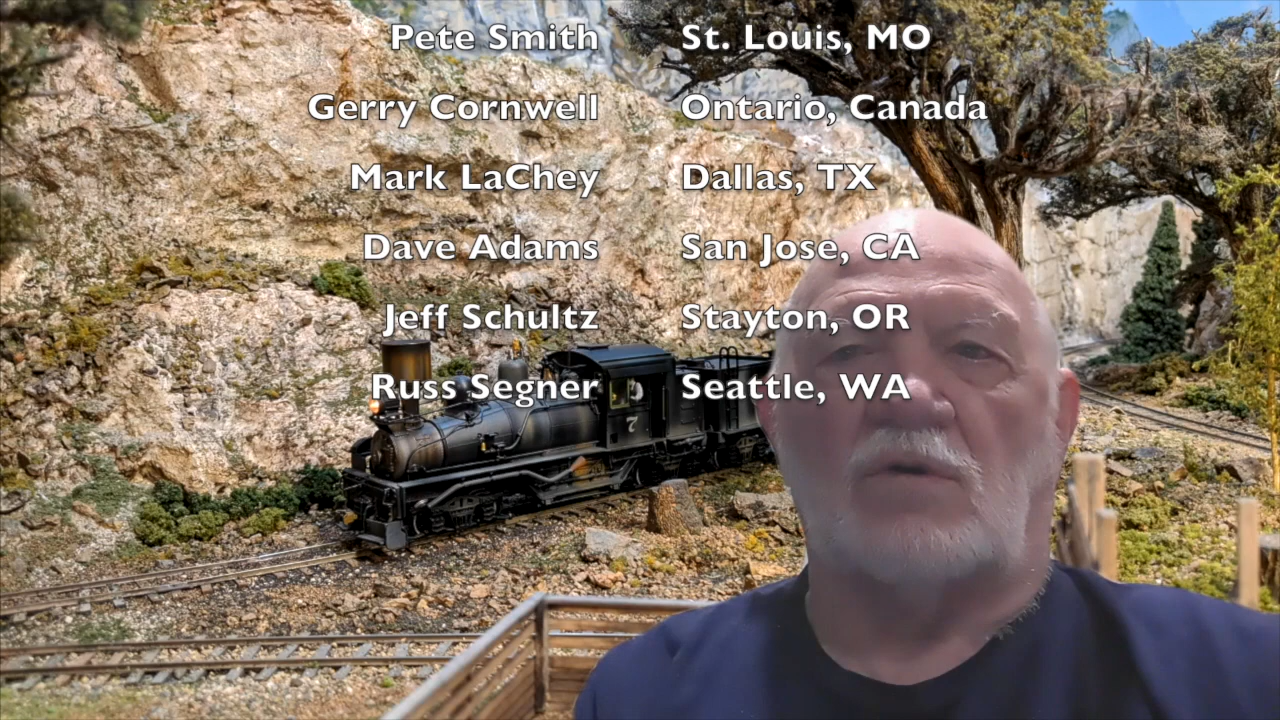 Pete Smith St. Louis, MO
Gerry Cornwell Ontario, Canada
Mark LaChey Dallas, TX
Dave Adams San Jose, CA
Jeff Schultz Stayton, OR
Russ Segner Seattle, WA
7